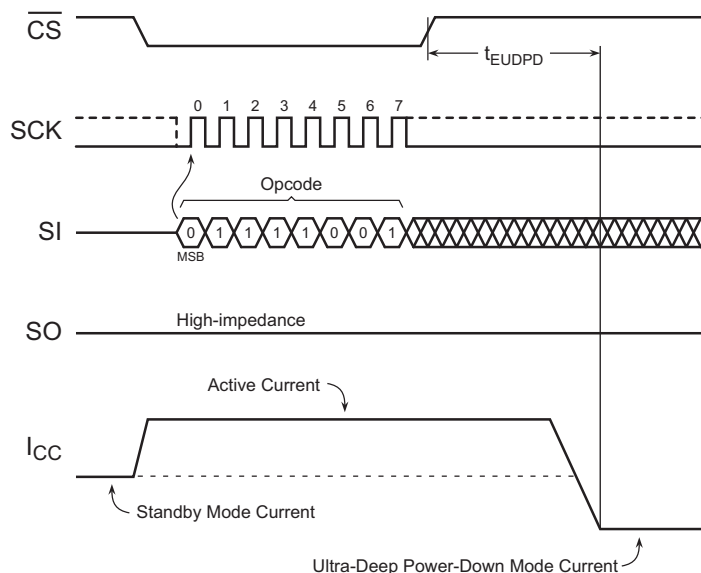 CS
tEUDPD
0 1 2 3 4 5 6 7
SCK
Opcode
SI
0 1 1 1 1 0 0 1
MSB
High-impedance
SO
Active Current
ICC
Standby Mode Current
Ultra-Deep Power-Down Mode Current